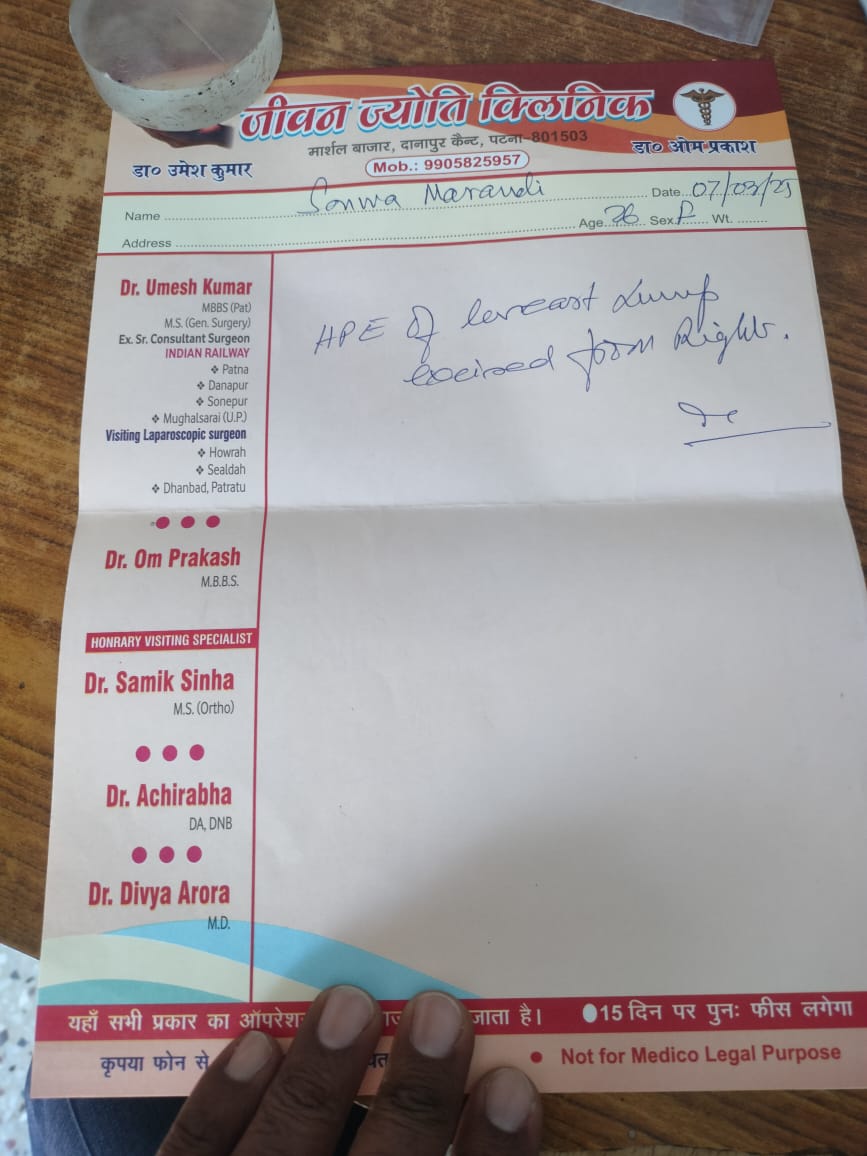 जीवन ज्योति क्लिनिक
मार्शल बाजार, दानापुर कैन्ट, पटना-801503
डा० उमेश कुमार
Mob.: 9905825957
डा० ओम प्रकाश
Name Sonwa Marandi Date 07/03/25
Address Age 26 Sex F Wt.
Dr. Umesh Kumar
MBBS (Pat)
M.S. (Gen. Surgery)
Ex. Sr. Consultant Surgeon
INDIAN RAILWAY
❖ Patna
❖ Danapur
❖ Sonepur
❖ Mughalsarai (U.P.)
Visiting Laparoscopic surgeon
❖ Howrah
❖ Sealdah
❖ Dhanbad, Patratu
Dr. Om Prakash
M.B.B.S.
HONRARY VISITING SPECIALIST
Dr. Samik Sinha
M.S. (Ortho)
Dr. Achirabha
DA, DNB
Dr. Divya Arora
M.D.
HPE of breast Lump
excised from Right.
यहाँ सभी प्रकार का जाता है।
15 दिन पर पुनः फीस लगेगा
कृपया फोन से
Not for Medico Legal Purpose